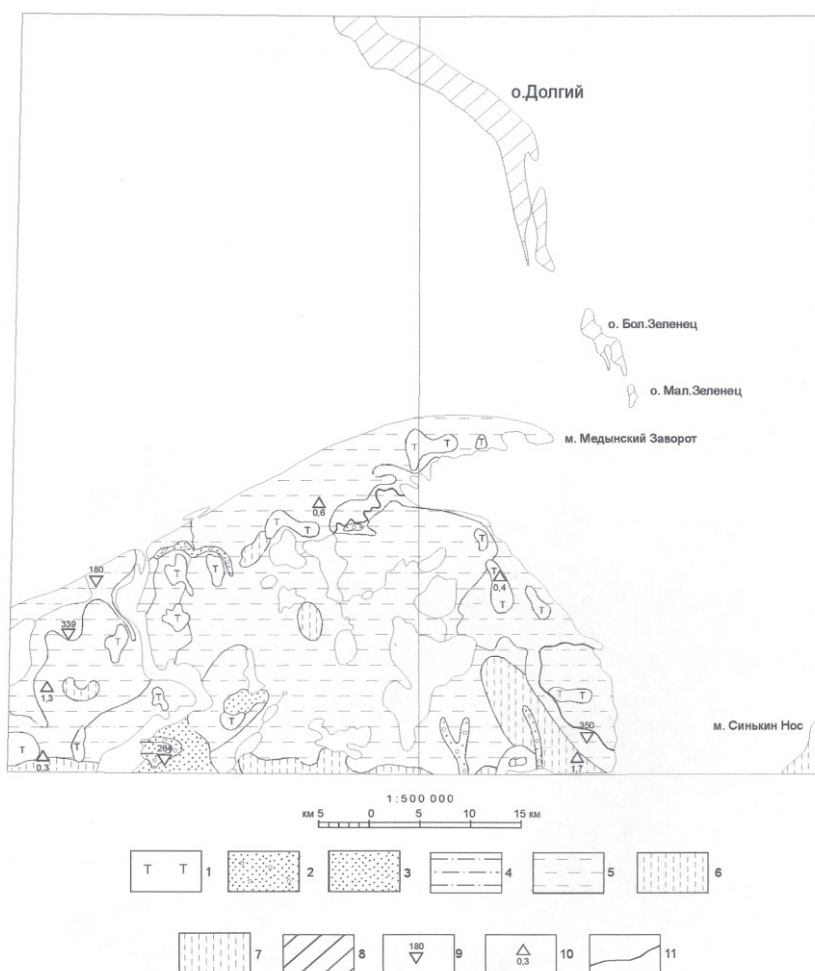 о.Долгий
о. Бол.Зеленец
о. Мал.Зеленец
м. Медынский Заворот
Т Т Т
0,6
Т Т
Т
180
Т Т
Т
0,4
Т
Т
339
Т
1,3
Т
Т Т
Т
350
м. Синькин Нос
Т
Т
264
0,3
1,7
1:500 000
км 5 0 5 10 15 км
Т Т 1 2 3 4 5 6
7 8 180 9 0,3 10 11